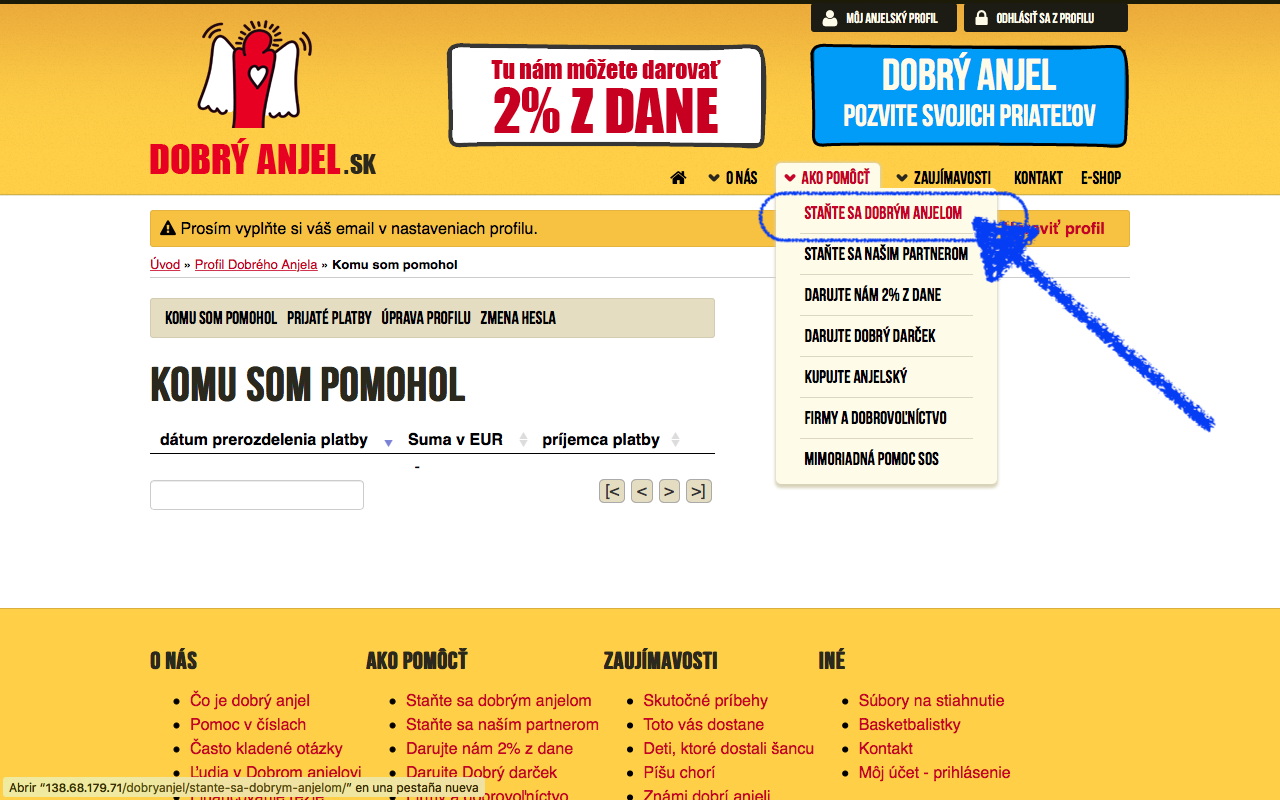 MÔJ ANJELSKÝ PROFIL
ODHLÁSIŤ SA Z PROFILU
DOBRÝ ANJEL.SK
Tu nám môžete darovať
2% Z DANE
DOBRÝ ANJEL
POZVITE SVOJICH PRIATEĽOV
O NÁS
AKO POMÔCŤ
ZAUJÍMAVOSTI
KONTAKT
E-SHOP
Prosím vyplňte si váš email v nastaveniach profilu.
profil
STAŇTE SA DOBRÝM ANJELOM
STAŇTE SA NAŠIM PARTNEROM
DARUJTE NÁM 2% Z DANE
DARUJTE DOBRÝ DARČEK
KUPUJTE ANJELSKÝ
FIRMY A DOBROVOĽNÍCTVO
MIMORIADNÁ POMOC SOS
Úvod » Profil Dobrého Anjela » Komu som pomohol
KOMU SOM POMOHOL
PRIJATÉ PLATBY
ÚPRAVA PROFILU
ZMENA HESLA
KOMU SOM POMOHOL
dátum prerozdelenia platby
Suma v EUR
príjemca platby
-
[<
<
>
>]
O NÁS
Čo je dobrý anjel
Pomoc v číslach
Často kladené otázky
Ľudia v Dobrom anjelovi
AKO POMÔCŤ
Staňte sa dobrým anjelom
Staňte sa naším partnerom
Darujte nám 2% z dane
Darujte Dobrý darček
Firmy a dobrovoľníctvo
ZAUJÍMAVOSTI
Skutočné príbehy
Toto vás dostane
Deti, ktoré dostali šancu
Píšu chorí
Známi dobrí anjeli
INÉ
Súbory na stiahnutie
Basketbalistky
Kontakt
Môj účet - prihlásenie
Abrir “138.68.179.71/dobryanjel/stante-sa-dobrym-anjelom/” en una pestaña nueva